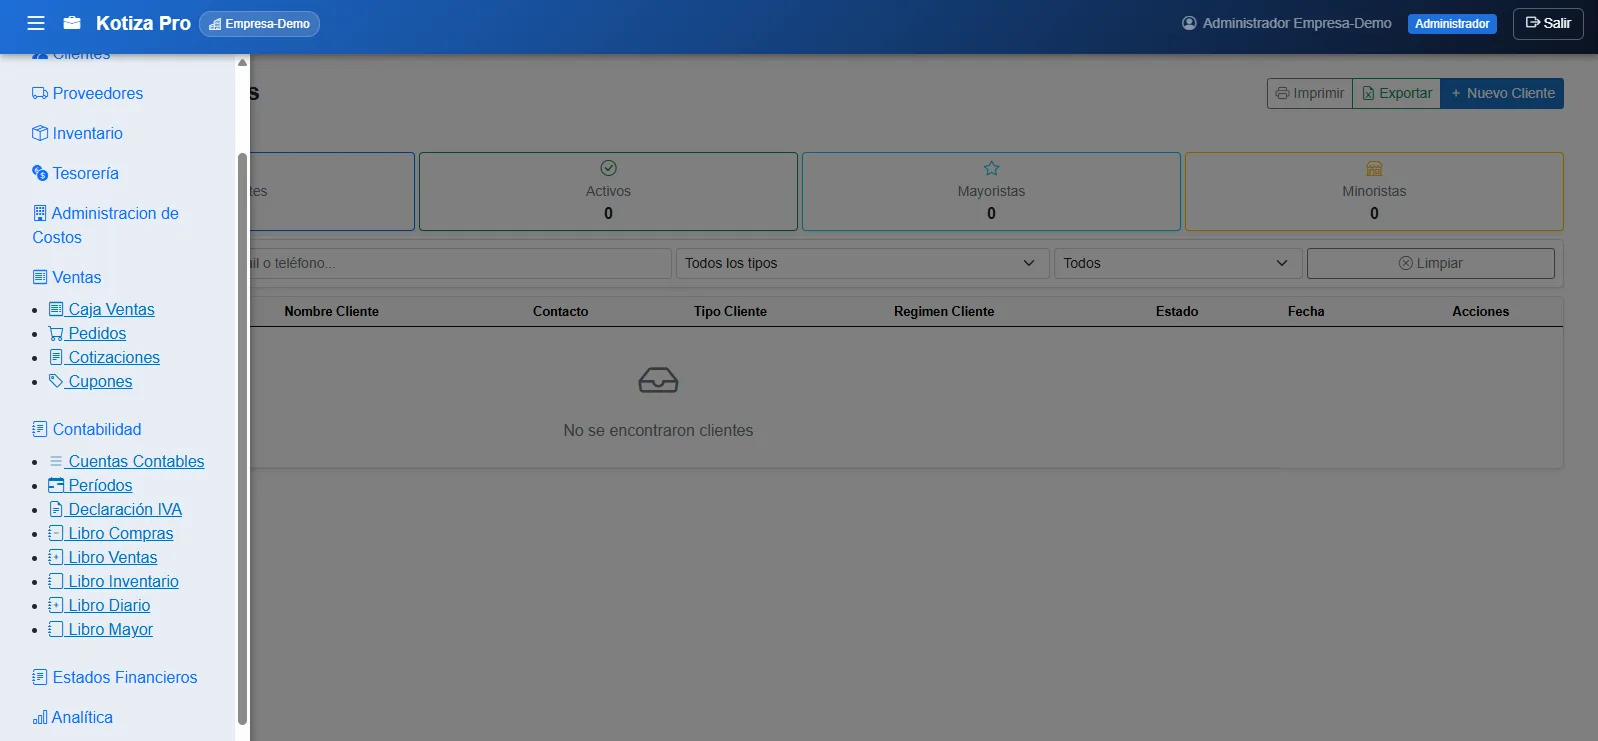 Kotiza Pro
Empresa-Demo
Administrador Empresa-Demo
Administrador
Salir
Clientes
Proveedores
Inventario
Tesorería
Administracion de
Costos
Ventas
Caja Ventas
Pedidos
Cotizaciones
Cupones
Contabilidad
Cuentas Contables
Períodos
Declaración IVA
Libro Compras
Libro Ventas
Libro Inventario
Libro Diario
Libro Mayor
Estados Financieros
Analítica
s
Imprimir
Exportar
+ Nuevo Cliente
tes
Activos
0
Mayoristas
0
Minoristas
0
il o teléfono...
Todos los tipos
Todos
Limpiar
Nombre Cliente
Contacto
Tipo Cliente
Regimen Cliente
Estado
Fecha
Acciones
No se encontraron clientes